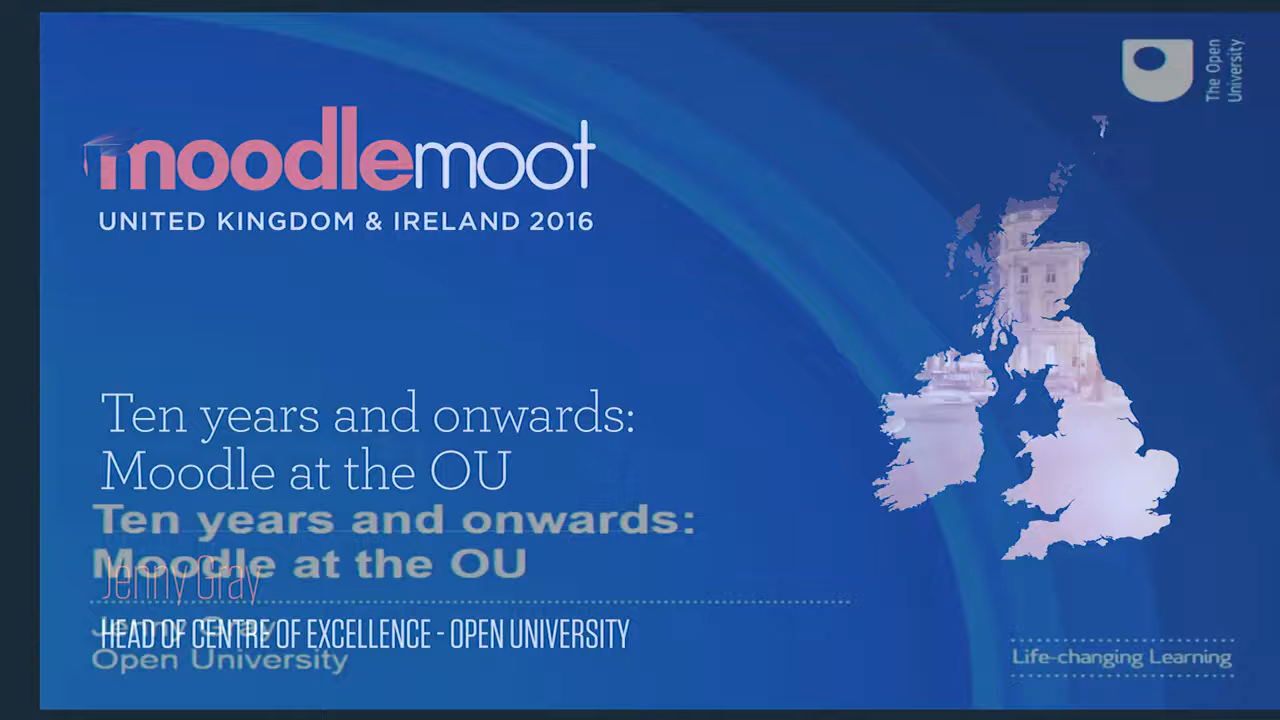 The Open
University
moodlemoot
UNITED KINGDOM & IRELAND 2016
Ten years and onwards:
Moodle at the OU
Ten years and onwards:
Moodle at the OU
Jenny Gray
HEAD OF CENTRE OF EXCELLENCE - OPEN UNIVERSITY
Jenny Gray
Open University
Life-changing Learning